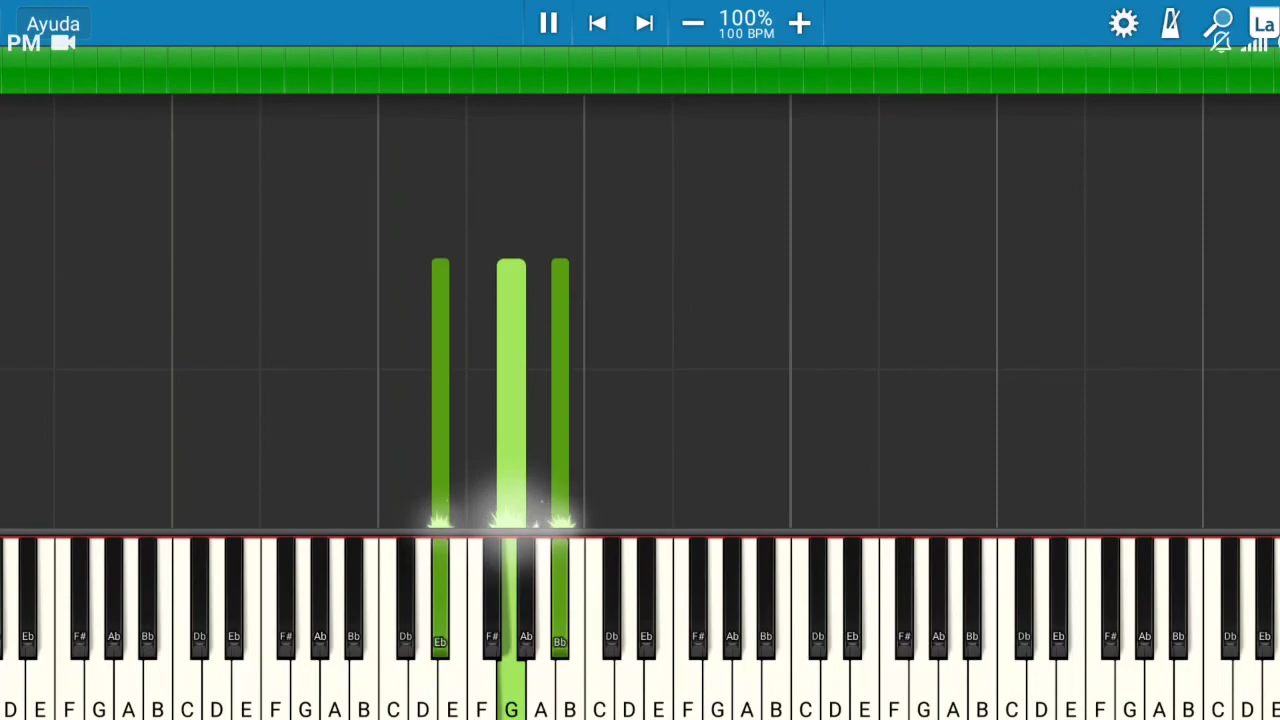 Ayuda
100%
100 BPM
La
PM
Eb F# Ab Bb Db Eb F# Ab Bb Db Eb F# Ab Bb Db Eb F# Ab Bb Db Eb F# Ab Bb Db Eb F# Ab Bb Db Eb
D E F G A B C D E F G A B C D E F G A B C D E F G A B C D E F G A B C D E F G A B C D E